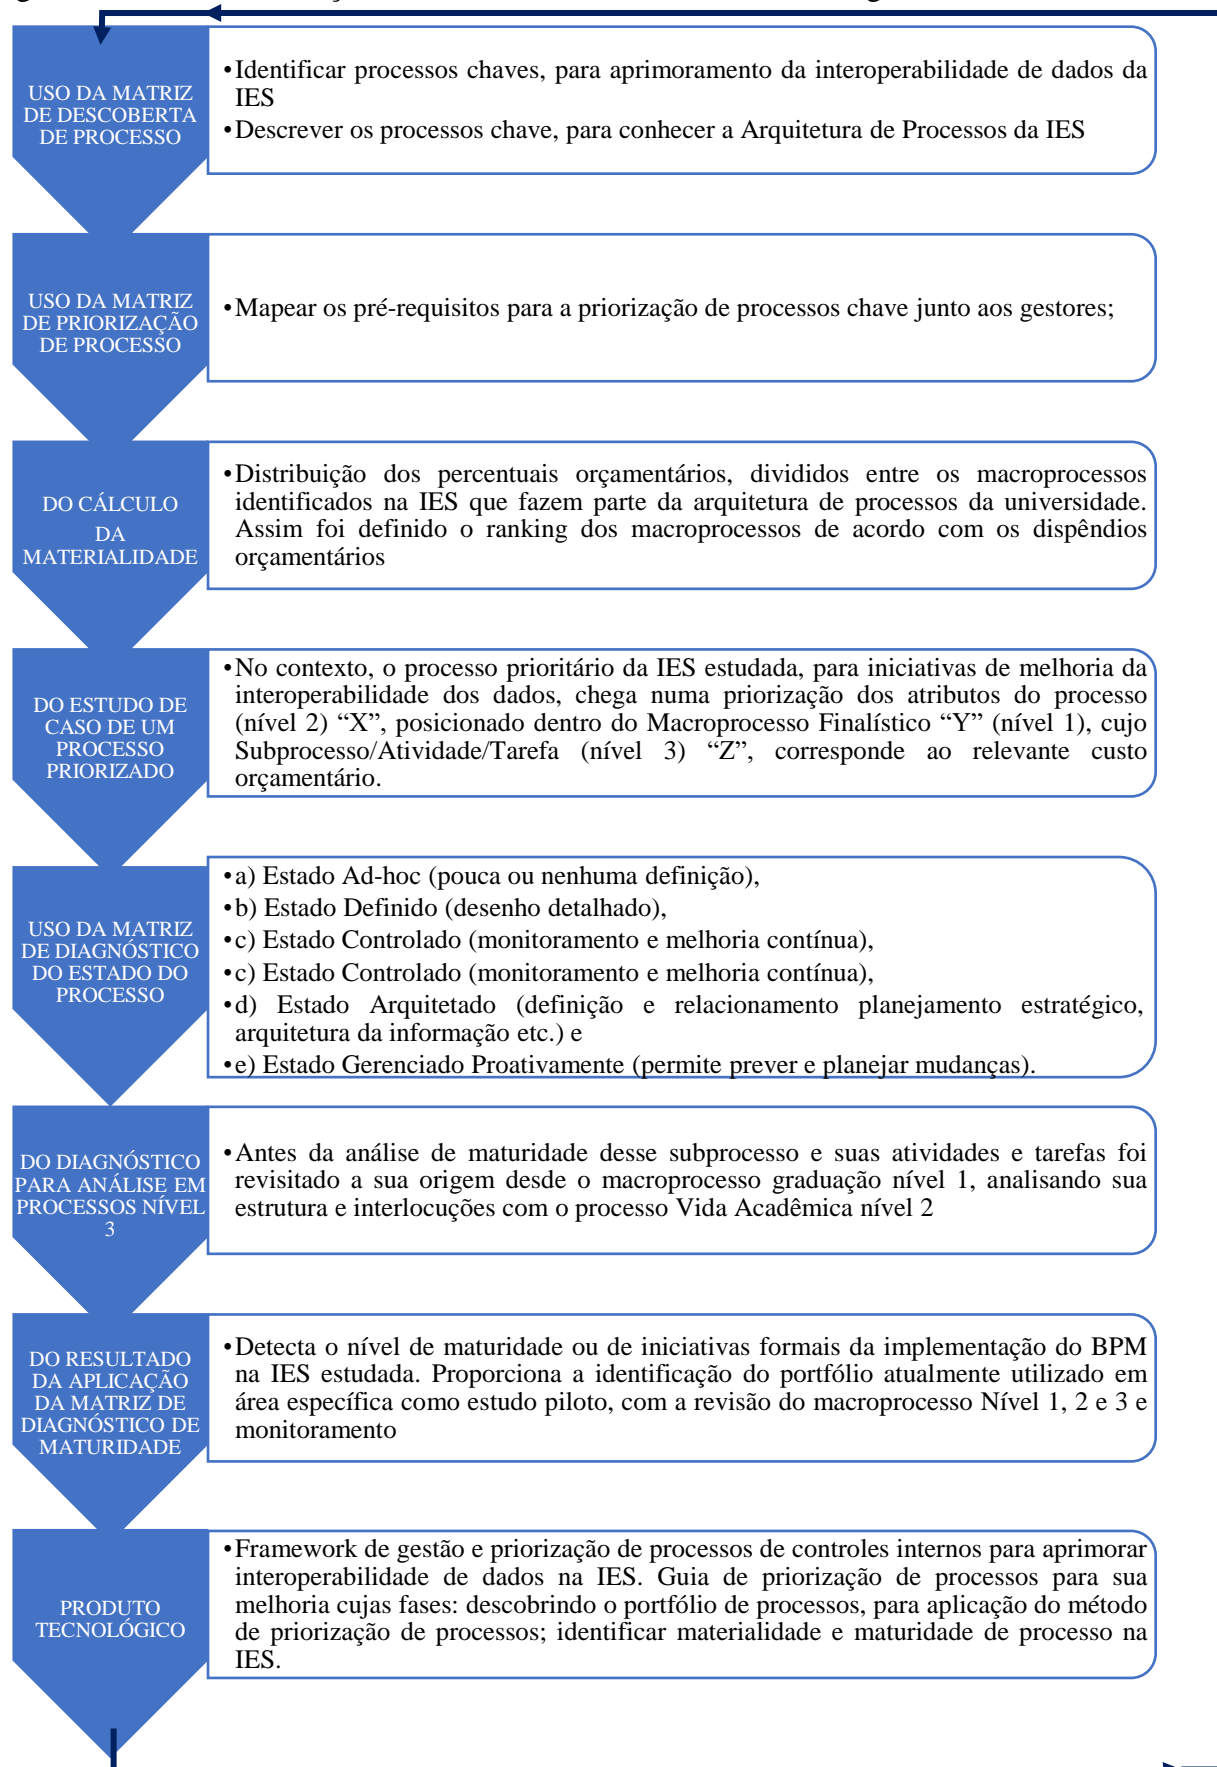 USO DA MATRIZ
DE DESCOBERTA
DE PROCESSO
•Identificar processos chaves, para aprimoramento da interoperabilidade de dados da
IES
•Descrever os processos chave, para conhecer a Arquitetura de Processos da IES
USO DA MATRIZ
DE PRIORIZAÇÃO
DE PROCESSO
•Mapear os pré-requisitos para a priorização de processos chave junto aos gestores;
DO CÁLCULO
DA
MATERIALIDADE
•Distribuição dos percentuais orçamentários, divididos entre os macroprocessos
identificados na IES que fazem parte da arquitetura de processos da universidade.
Assim foi definido o ranking dos macroprocessos de acordo com os dispêndios
orçamentários
DO ESTUDO DE
CASO DE UM
PROCESSO
PRIORIZADO
•No contexto, o processo prioritário da IES estudada, para iniciativas de melhoria da
interoperabilidade dos dados, chega numa priorização dos atributos do processo
(nível 2) “X”, posicionado dentro do Macroprocesso Finalístico “Y” (nível 1), cujo
Subprocesso/Atividade/Tarefa (nível 3) “Z”, corresponde ao relevante custo
orçamentário.
USO DA MATRIZ
DE DIAGNÓSTICO
DO ESTADO DO
PROCESSO
•a) Estado Ad-hoc (pouca ou nenhuma definição),
•b) Estado Definido (desenho detalhado),
•c) Estado Controlado (monitoramento e melhoria contínua),
•c) Estado Controlado (monitoramento e melhoria contínua),
•d) Estado Arquitetado (definição e relacionamento planejamento estratégico,
arquitetura da informação etc.) e
•e) Estado Gerenciado Proativamente (permite prever e planejar mudanças).
DO DIAGNÓSTICO
PARA ANÁLISE EM
PROCESSOS NÍVEL
3
•Antes da análise de maturidade desse subprocesso e suas atividades e tarefas foi
revisitado a sua origem desde o macroprocesso graduação nível 1, analisando sua
estrutura e interlocuções com o processo Vida Acadêmica nível 2
DO RESULTADO
DA APLICAÇÃO
DA MATRIZ DE
DIAGNÓSTICO DE
MATURIDADE
•Detecta o nível de maturidade ou de iniciativas formais da implementação do BPM
na IES estudada. Proporciona a identificação do portfólio atualmente utilizado em
área específica como estudo piloto, com a revisão do macroprocesso Nível 1, 2 e 3 e
monitoramento
PRODUTO
TECNOLÓGICO
•Framework de gestão e priorização de processos de controles internos para aprimorar
interoperabilidade de dados na IES. Guia de priorização de processos para sua
melhoria cujas fases: descobrindo o portfólio de processos, para aplicação do método
de priorização de processos; identificar materialidade e maturidade de processo na
IES.